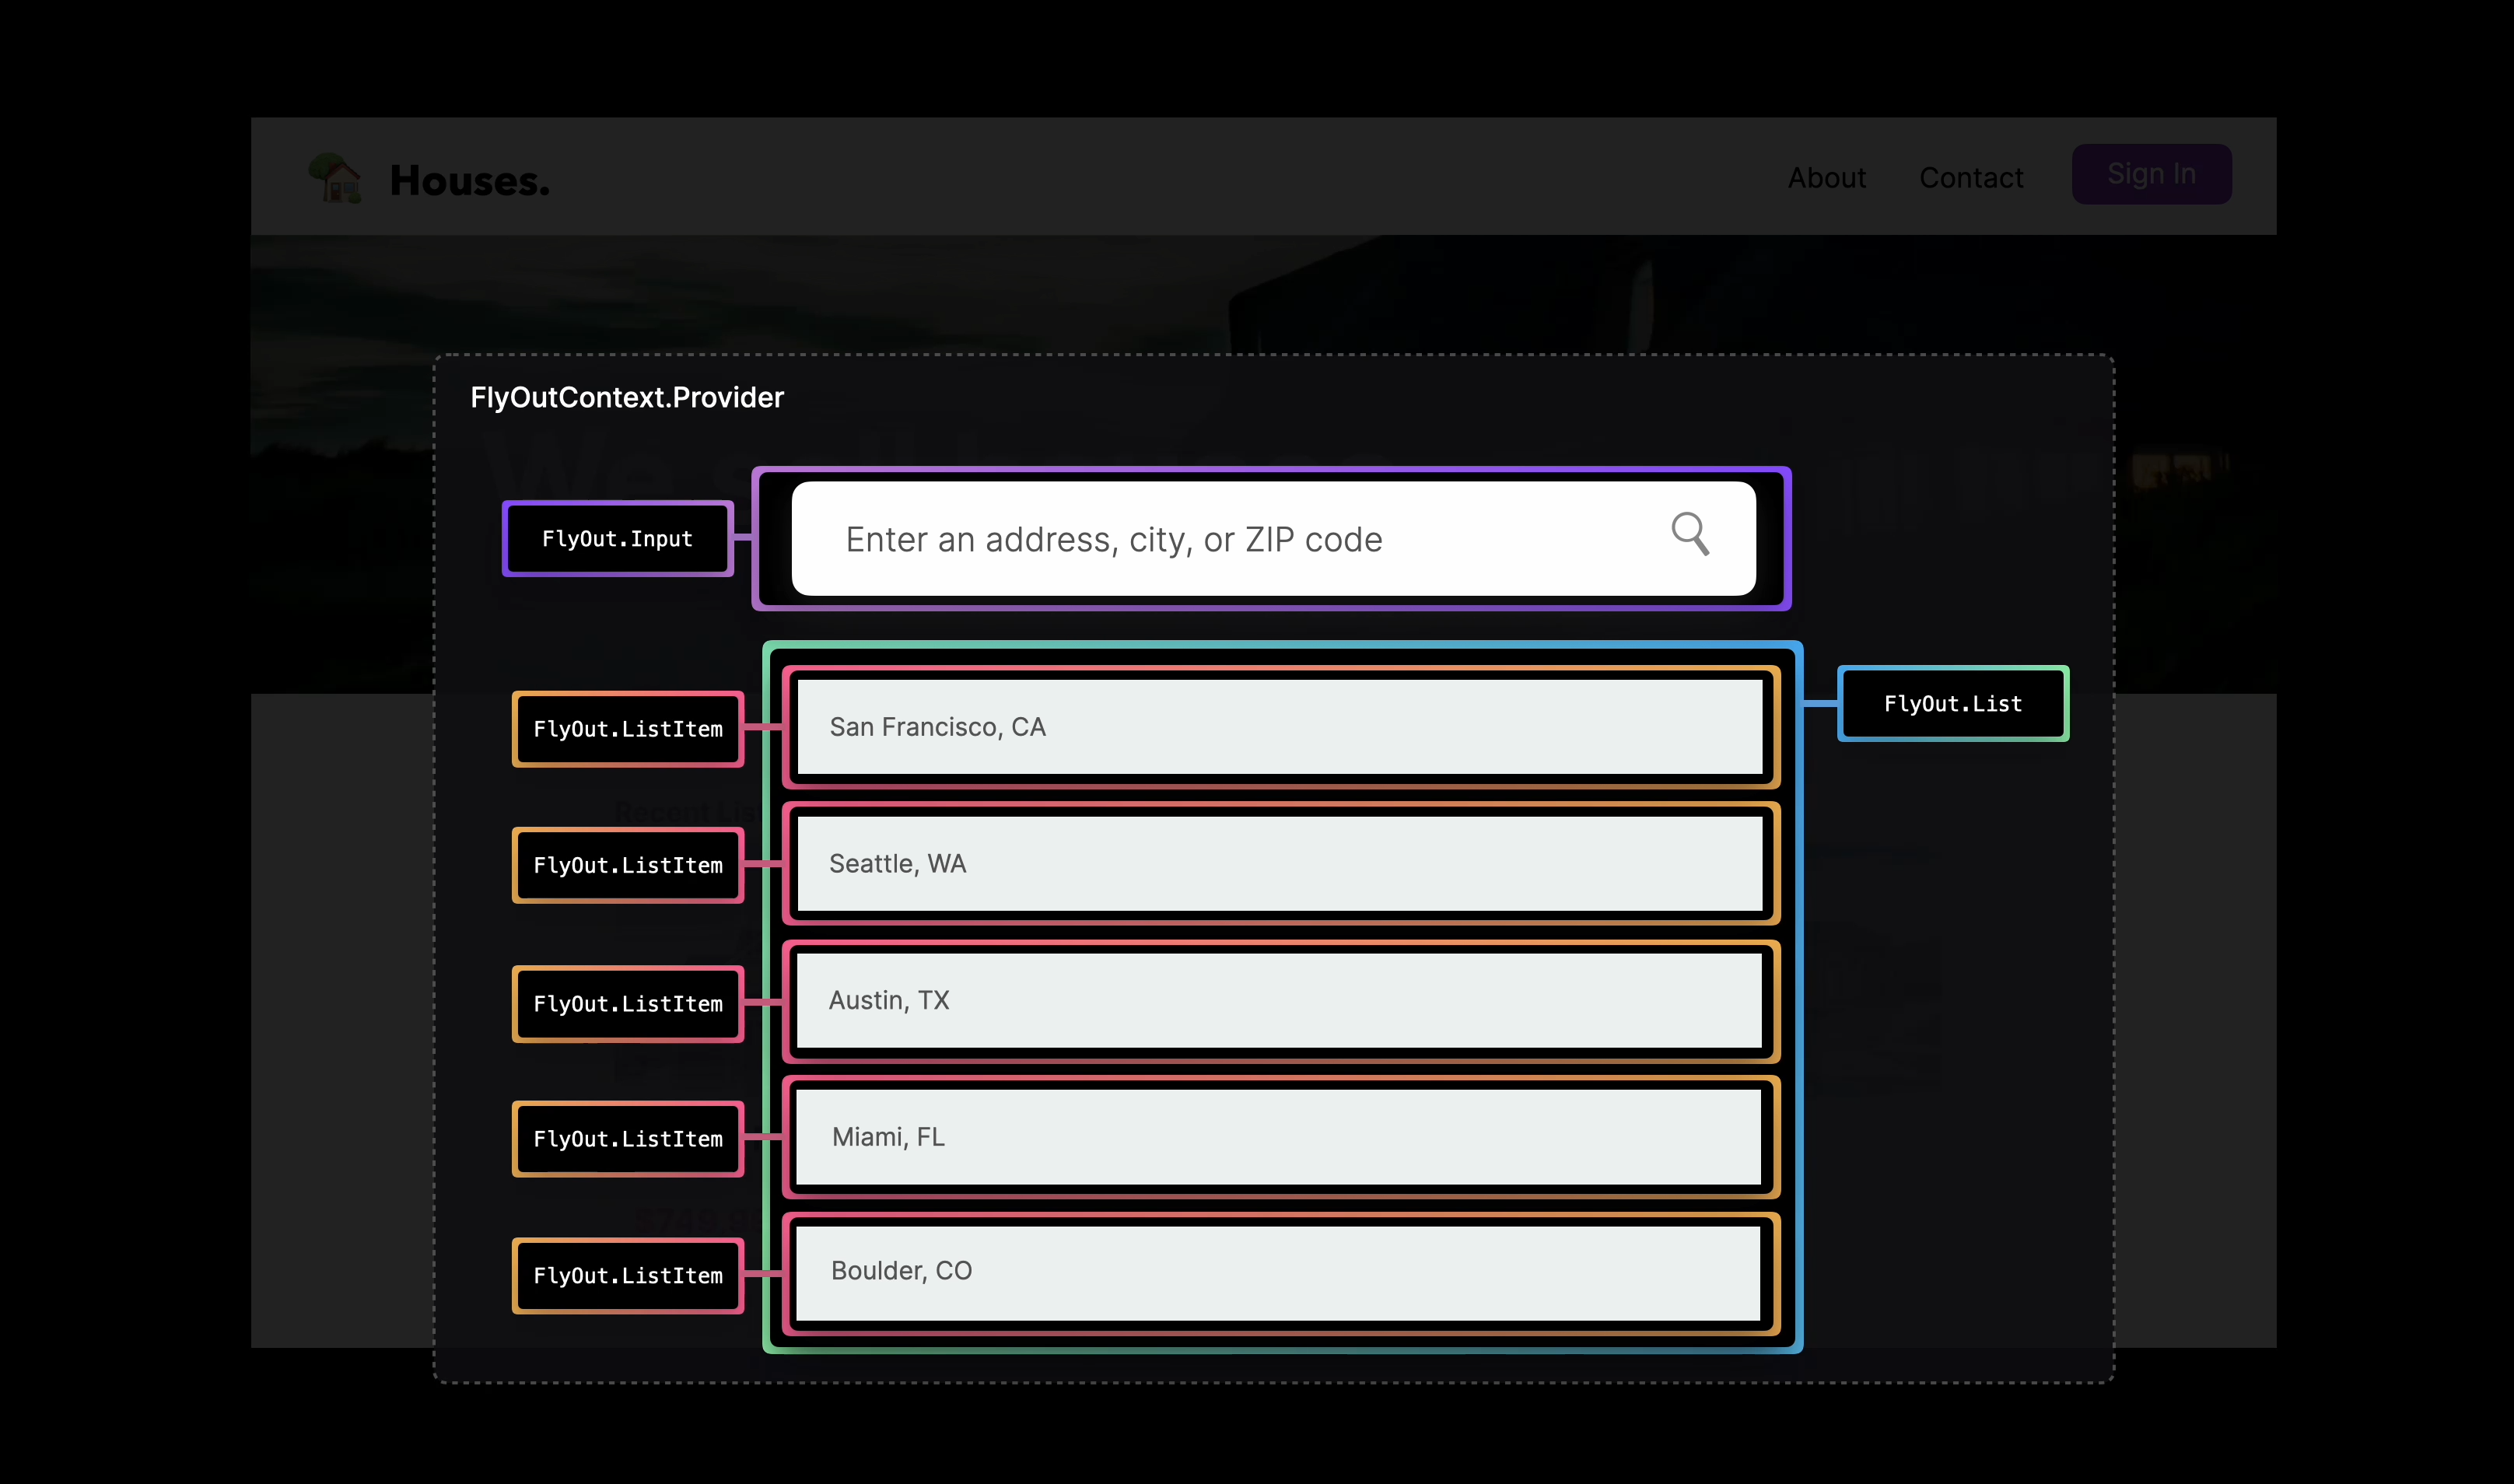 Houses.
About
Contact
Sign In
FlyOutContext.Provider
FlyOut.Input
Enter an address, city, or ZIP code
FlyOut.List
FlyOut.ListItem
San Francisco, CA
FlyOut.ListItem
Seattle, WA
FlyOut.ListItem
Austin, TX
FlyOut.ListItem
Miami, FL
FlyOut.ListItem
Boulder, CO